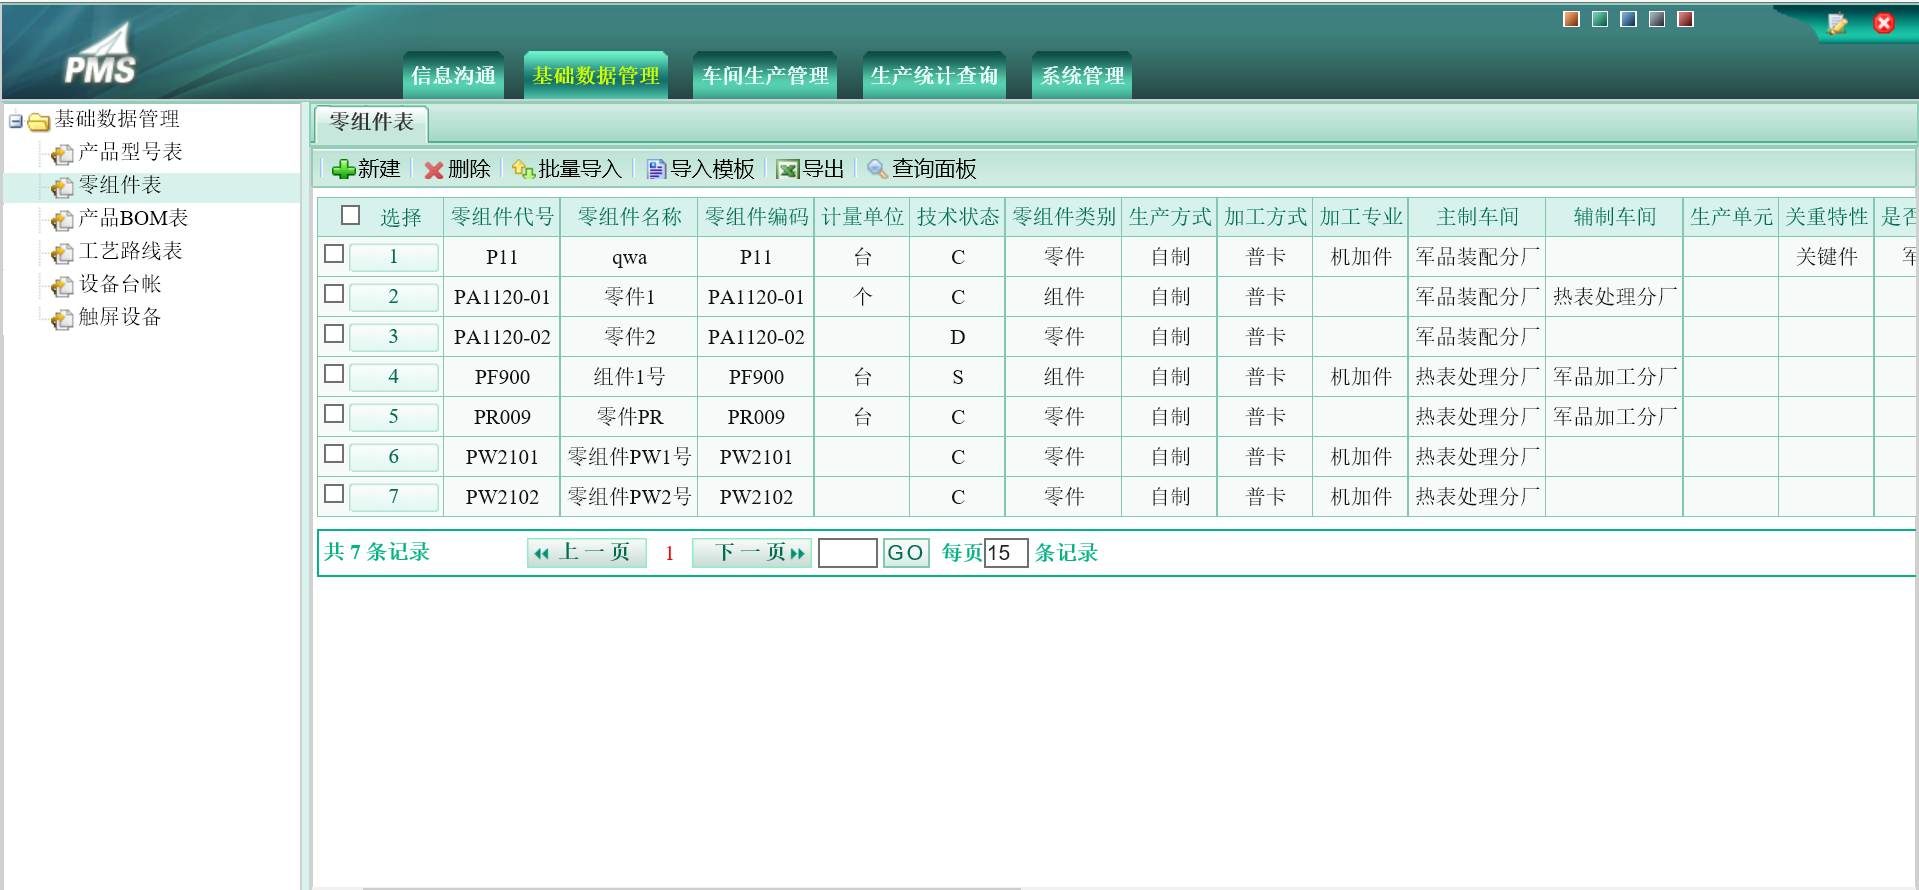 PMS
信息沟通 基础数据管理 车间生产管理 生产统计查询 系统管理
基础数据管理
产品型号表
零组件表
产品BOM表
工艺路线表
设备台帐
触屏设备
零组件表
新建 删除 批量导入 导入模板 导出 查询面板
选择 零组件代号 零组件名称 零组件编码 计量单位 技术状态 零组件类别 生产方式 加工方式 加工专业 主制车间 辅制车间 生产单元 关重特性 是否
1 P11 qwa P11 台 C 零件 自制 普卡 机加件 军品装配分厂 关键件 军
2 PA1120-01 零件1 PA1120-01 个 C 组件 自制 普卡 军品装配分厂 热表处理分厂
3 PA1120-02 零件2 PA1120-02 D 零件 自制 普卡 军品装配分厂
4 PF900 组件1号 PF900 台 S 组件 自制 普卡 机加件 热表处理分厂 军品加工分厂
5 PR009 零件PR PR009 台 C 零件 自制 普卡 热表处理分厂 军品加工分厂
6 PW2101 零组件PW1号 PW2101 C 零件 自制 普卡 机加件 热表处理分厂
7 PW2102 零组件PW2号 PW2102 C 零件 自制 普卡 机加件 热表处理分厂
共 7 条记录 上一页 1 下一页 GO 每页 15 条记录